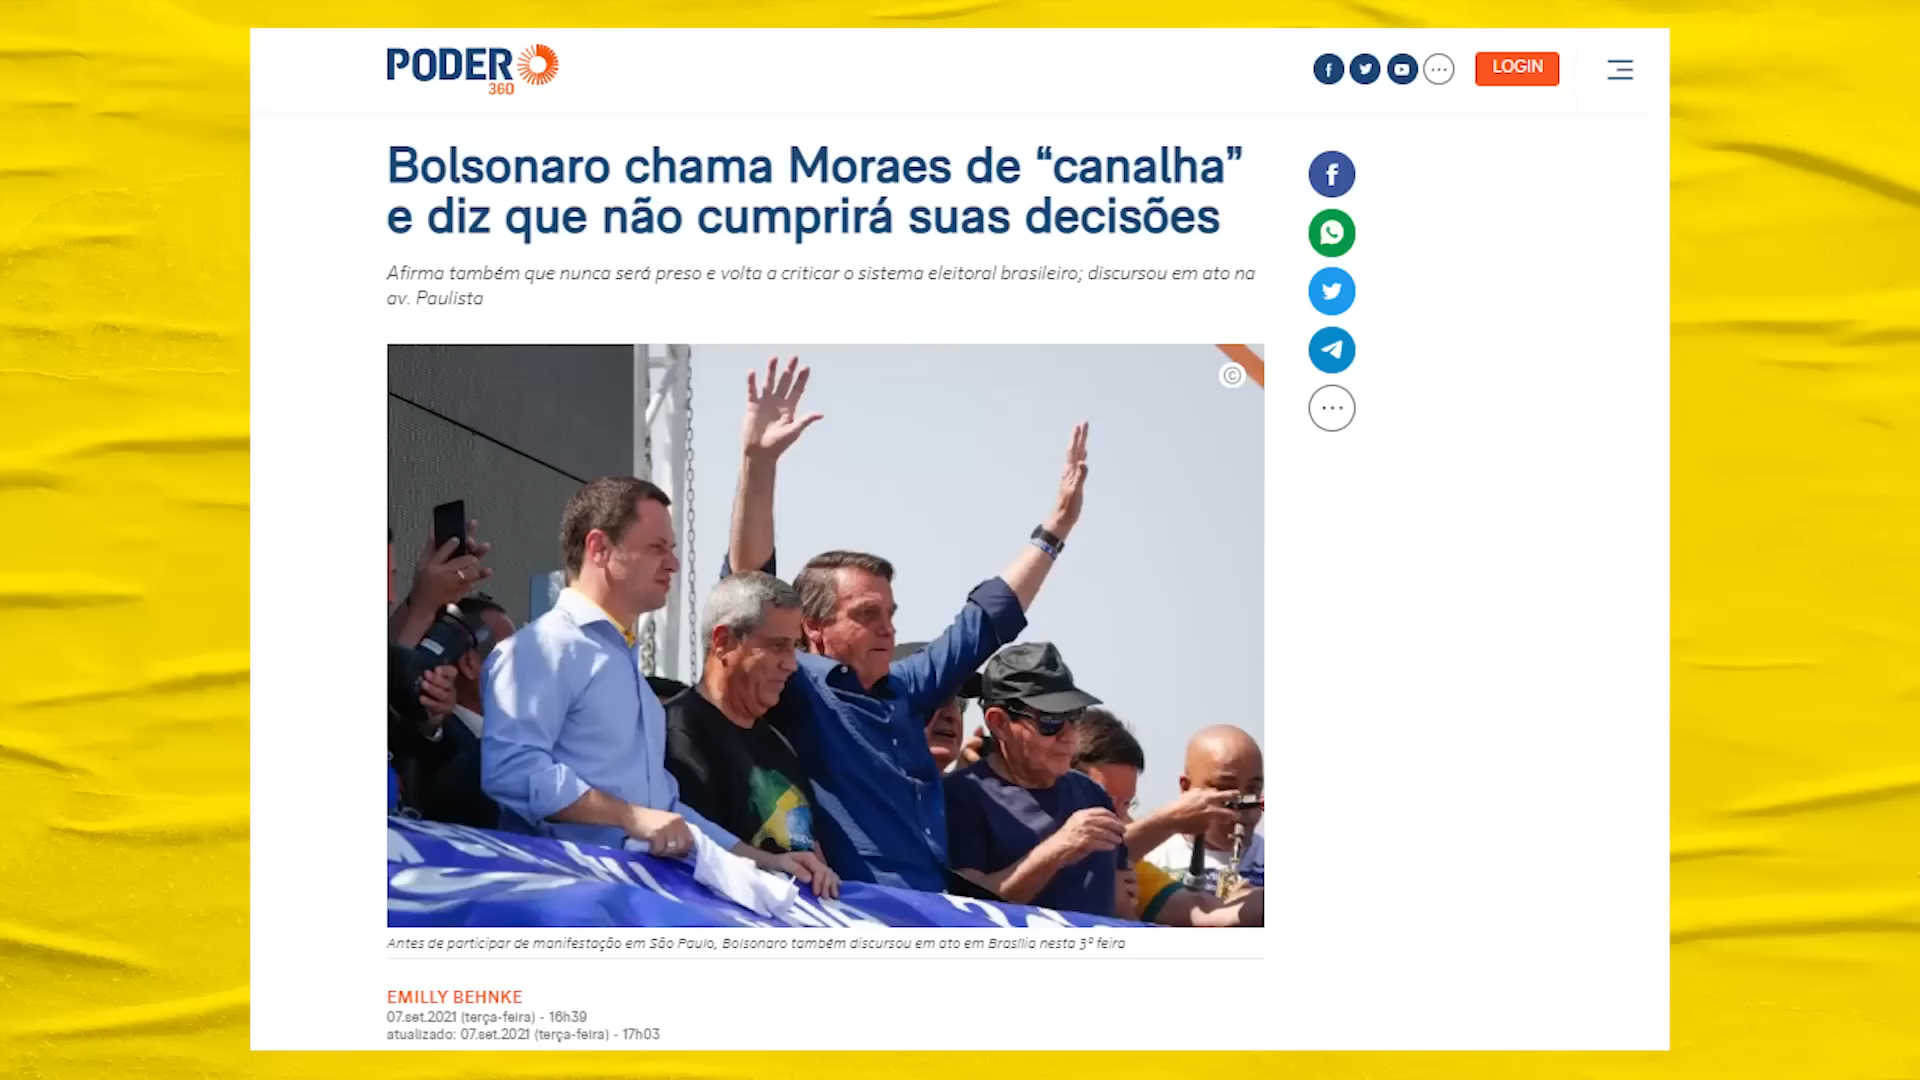 PODER
360
LOGIN
Bolsonaro chama Moraes de “canalha”
e diz que não cumprirá suas decisões
Afirma também que nunca será preso e volta a criticar o sistema eleitoral brasileiro; discursou em ato na
av. Paulista
©
Antes de participar de manifestação em São Paulo, Bolsonaro também discursou em ato em Brasília nesta 3ª feira
EMILLY BEHNKE
07.set.2021 (terça-feira) - 16h39
atualizado: 07.set.2021 (terça-feira) - 17h03